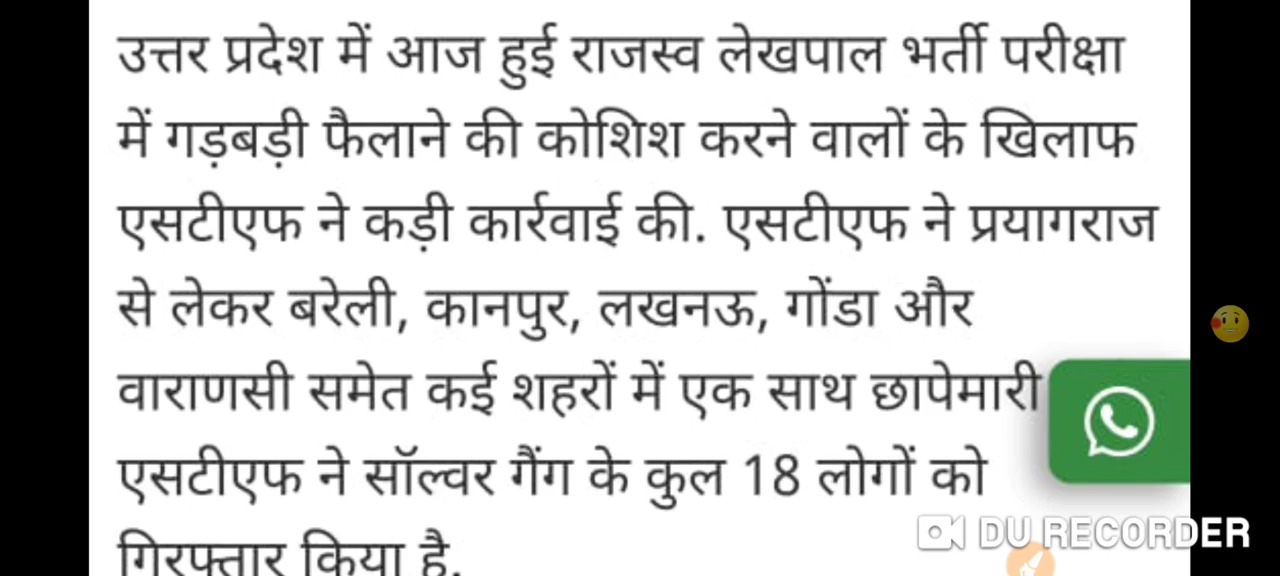 उत्तर प्रदेश में आज हुई राजस्व लेखपाल भर्ती परीक्षा
में गड़बड़ी फैलाने की कोशिश करने वालों के खिलाफ
एसटीएफ ने कड़ी कार्रवाई की. एसटीएफ ने प्रयागराज
से लेकर बरेली, कानपुर, लखनऊ, गोंडा और
वाराणसी समेत कई शहरों में एक साथ छापेमारी
एसटीएफ ने सॉल्वर गैंग के कुल 18 लोगों को
गिरफ्तार किया है.
DU RECORDER